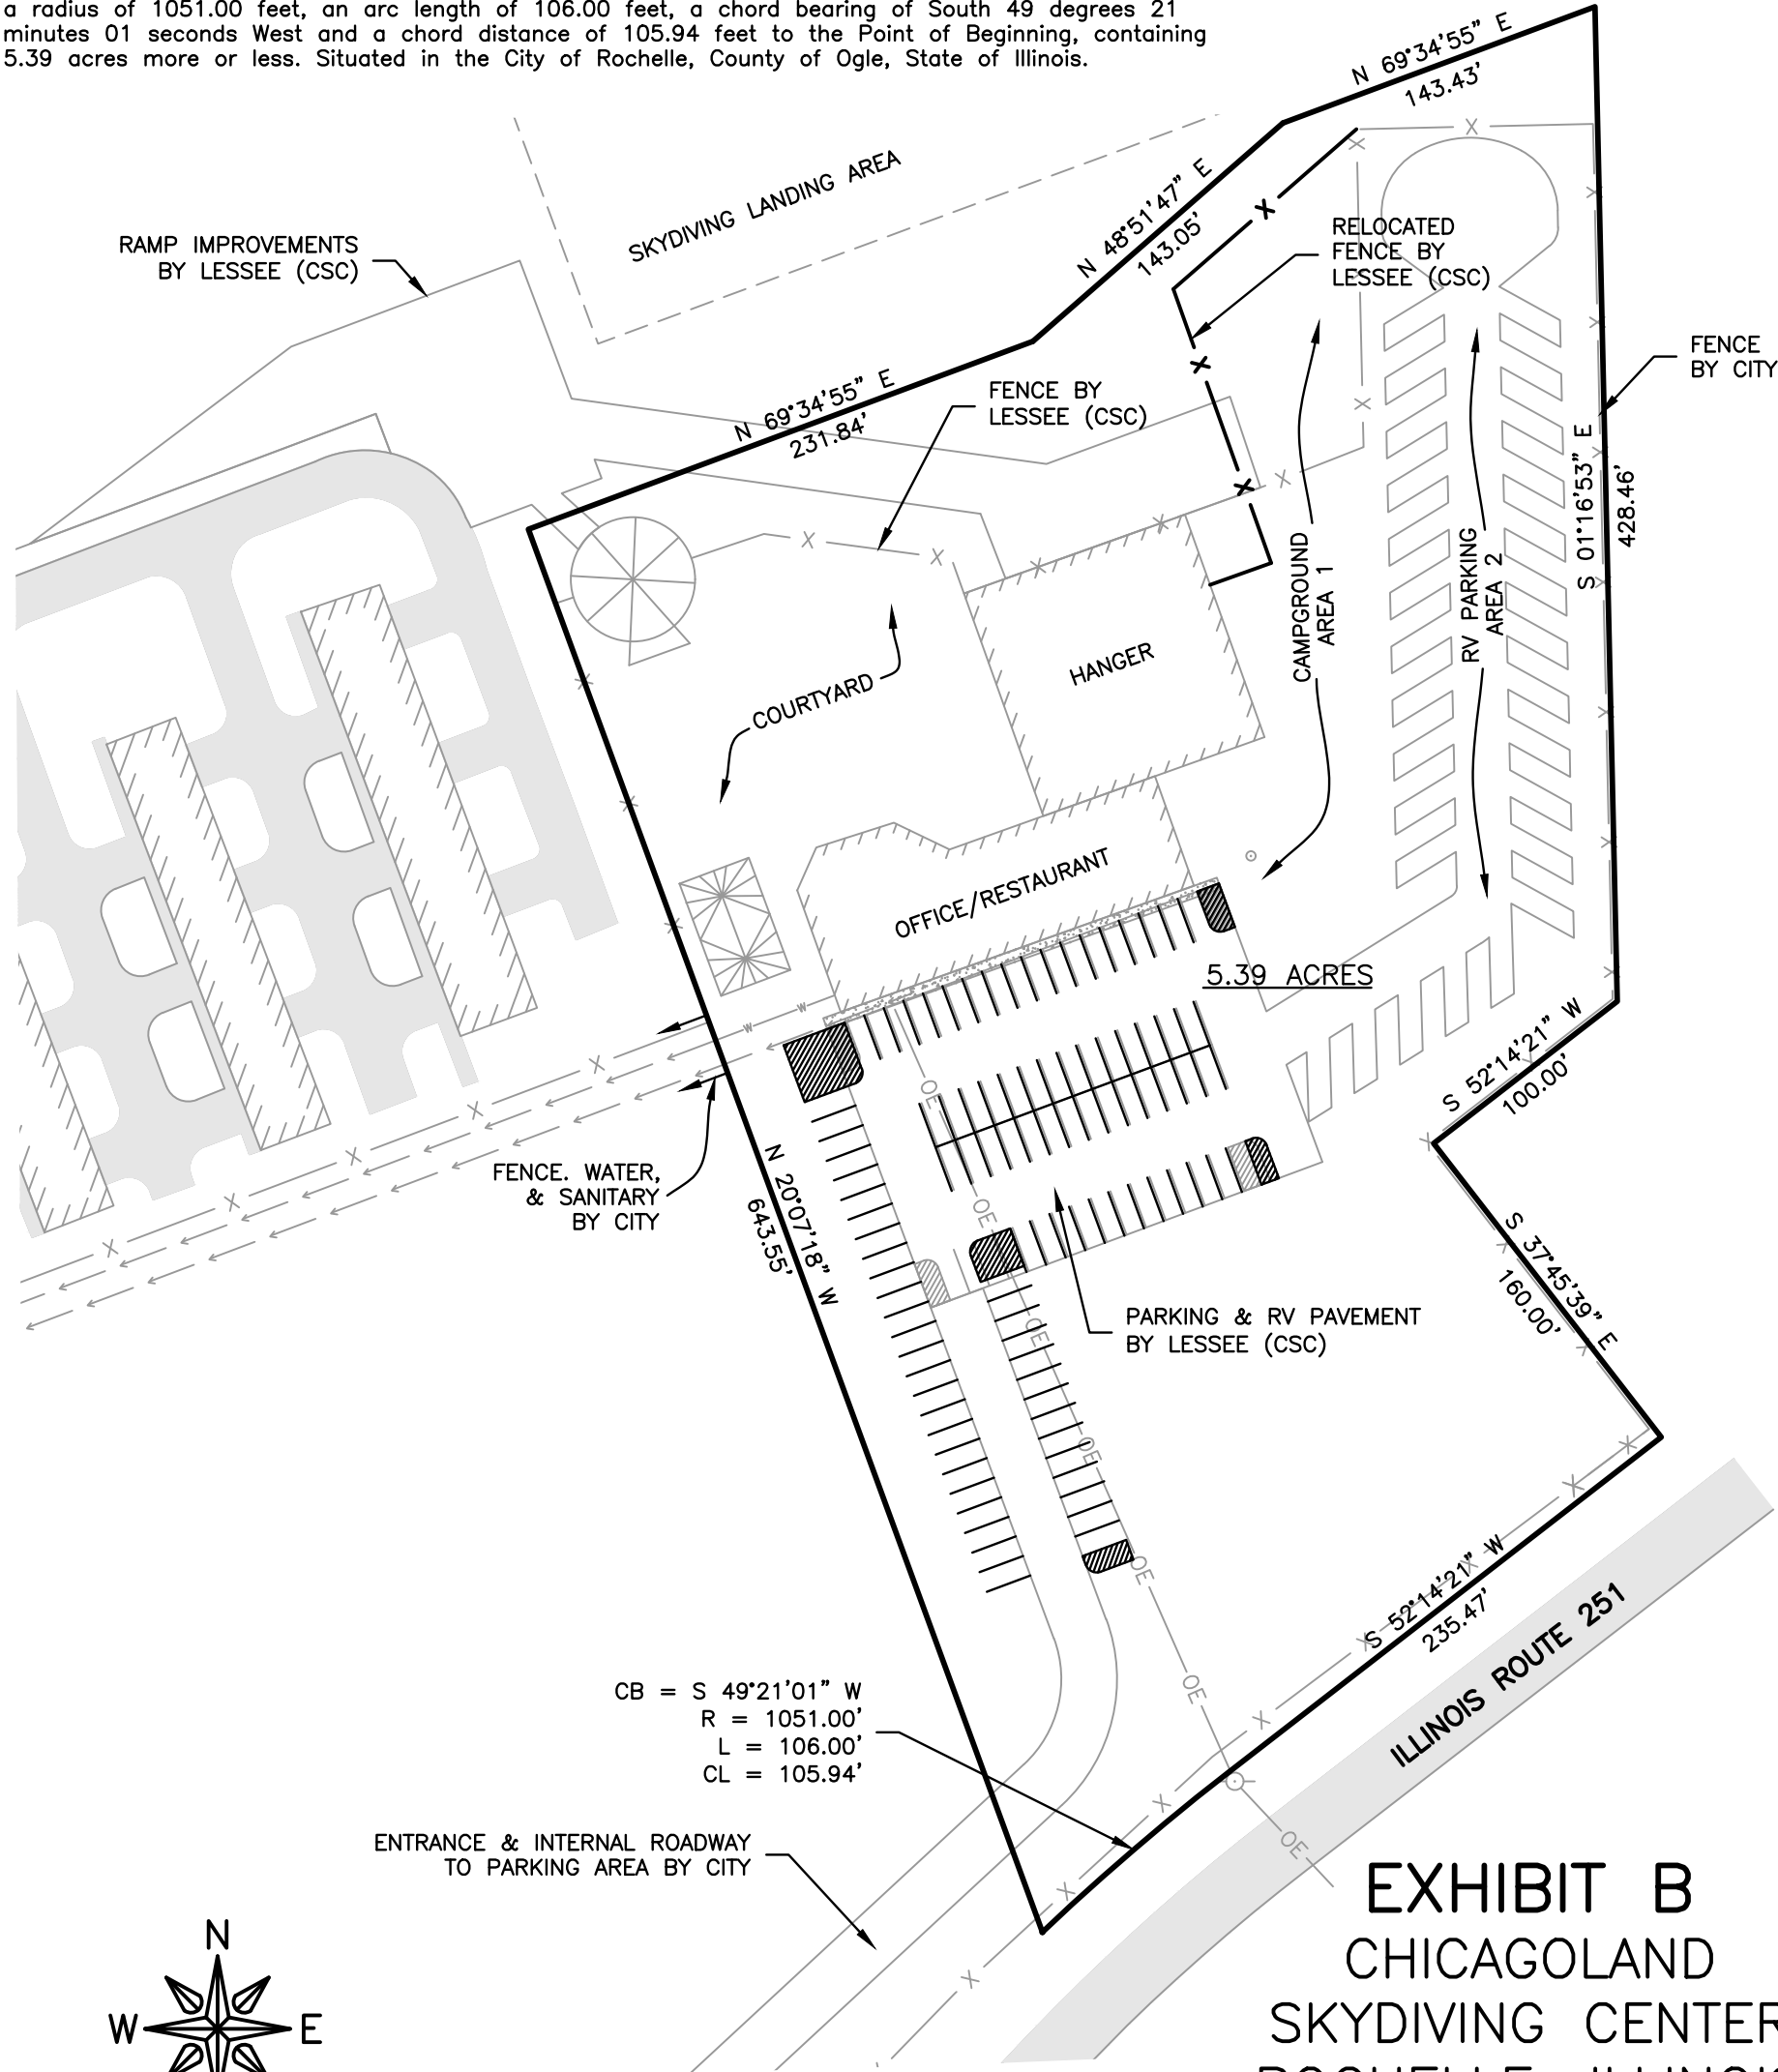 a radius of 1051.00 feet, an arc length of 106.00 feet, a chord bearing of South 49 degrees 21
minutes 01 seconds West and a chord distance of 105.94 feet to the Point of Beginning, containing
5.39 acres more or less. Situated in the City of Rochelle, County of Ogle, State of Illinois.
N 69°34'55" E
143.43'
SKYDIVING LANDING AREA
N 48°51'47" E
143.05'
RAMP IMPROVEMENTS
BY LESSEE (CSC)
RELOCATED
FENCE BY
LESSEE (CSC)
FENCE
BY CITY
N 69°34'55" E
231.84'
FENCE BY
LESSEE (CSC)
S 01°16'53" E
428.46'
CAMPGROUND
AREA 1
RV PARKING
AREA 2
HANGER
COURTYARD
OFFICE/RESTAURANT
5.39 ACRES
W
W
S 52°14'21" W
100.00'
OE
FENCE. WATER,
& SANITARY
BY CITY
N 20°07'18" W
643.55'
OE
S 37°45'39" E
160.00'
OE
PARKING & RV PAVEMENT
BY LESSEE (CSC)
OE
OE
S 52°14'21" W
235.47'
ILLINOIS ROUTE 251
OE
CB = S 49°21'01" W
R = 1051.00'
L = 106.00'
CL = 105.94'
OE
ENTRANCE & INTERNAL ROADWAY
TO PARKING AREA BY CITY
EXHIBIT B
CHICAGOLAND
SKYDIVING CENTER
N
W E